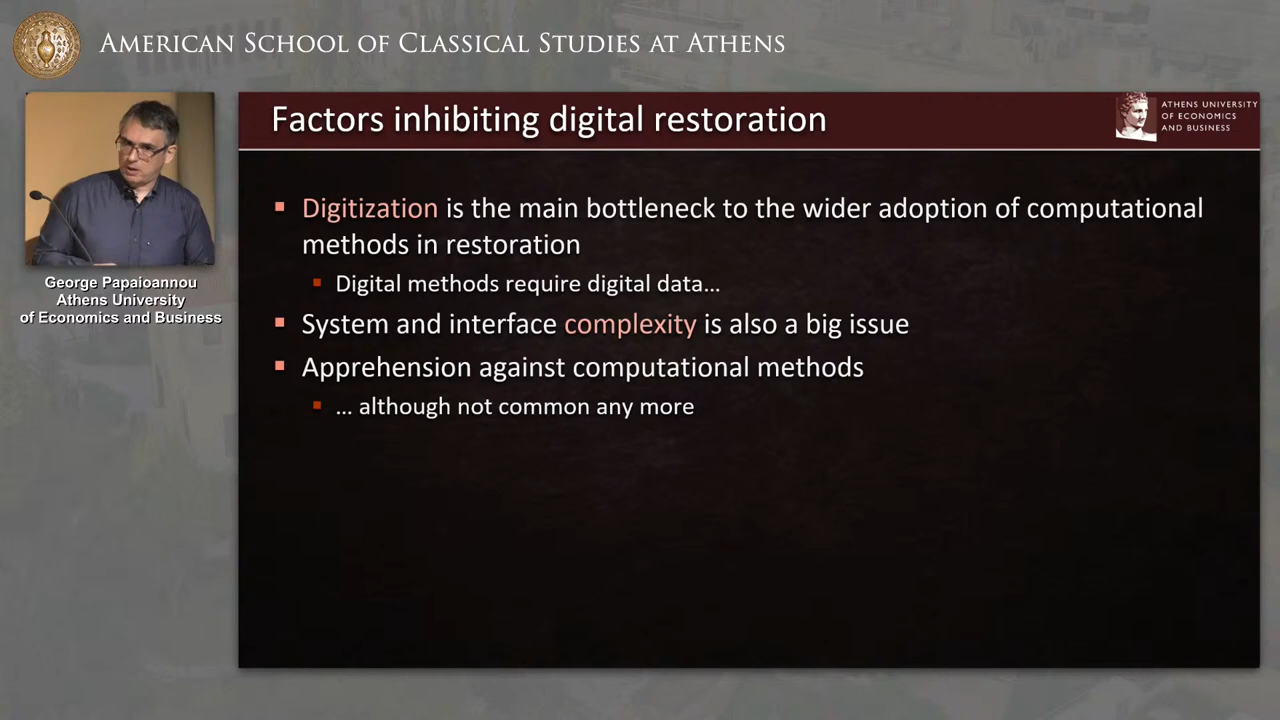 AMERICAN SCHOOL OF CLASSICAL STUDIES AT ATHENS
George Papaioannou
Athens University
of Economics and Business
Factors inhibiting digital restoration
ATHENS UNIVERSITY
OF ECONOMICS
AND BUSINESS
Digitization is the main bottleneck to the wider adoption of computational
methods in restoration
Digital methods require digital data...
System and interface complexity is also a big issue
Apprehension against computational methods
... although not common any more